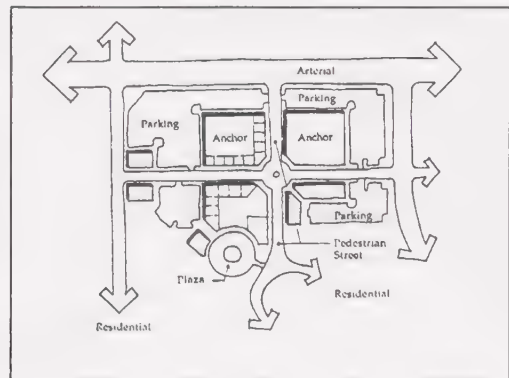 Arterial
Parking
Parking
Anchor
Anchor
Parking
Pedestrian
Street
Plaza
Residential
Residential